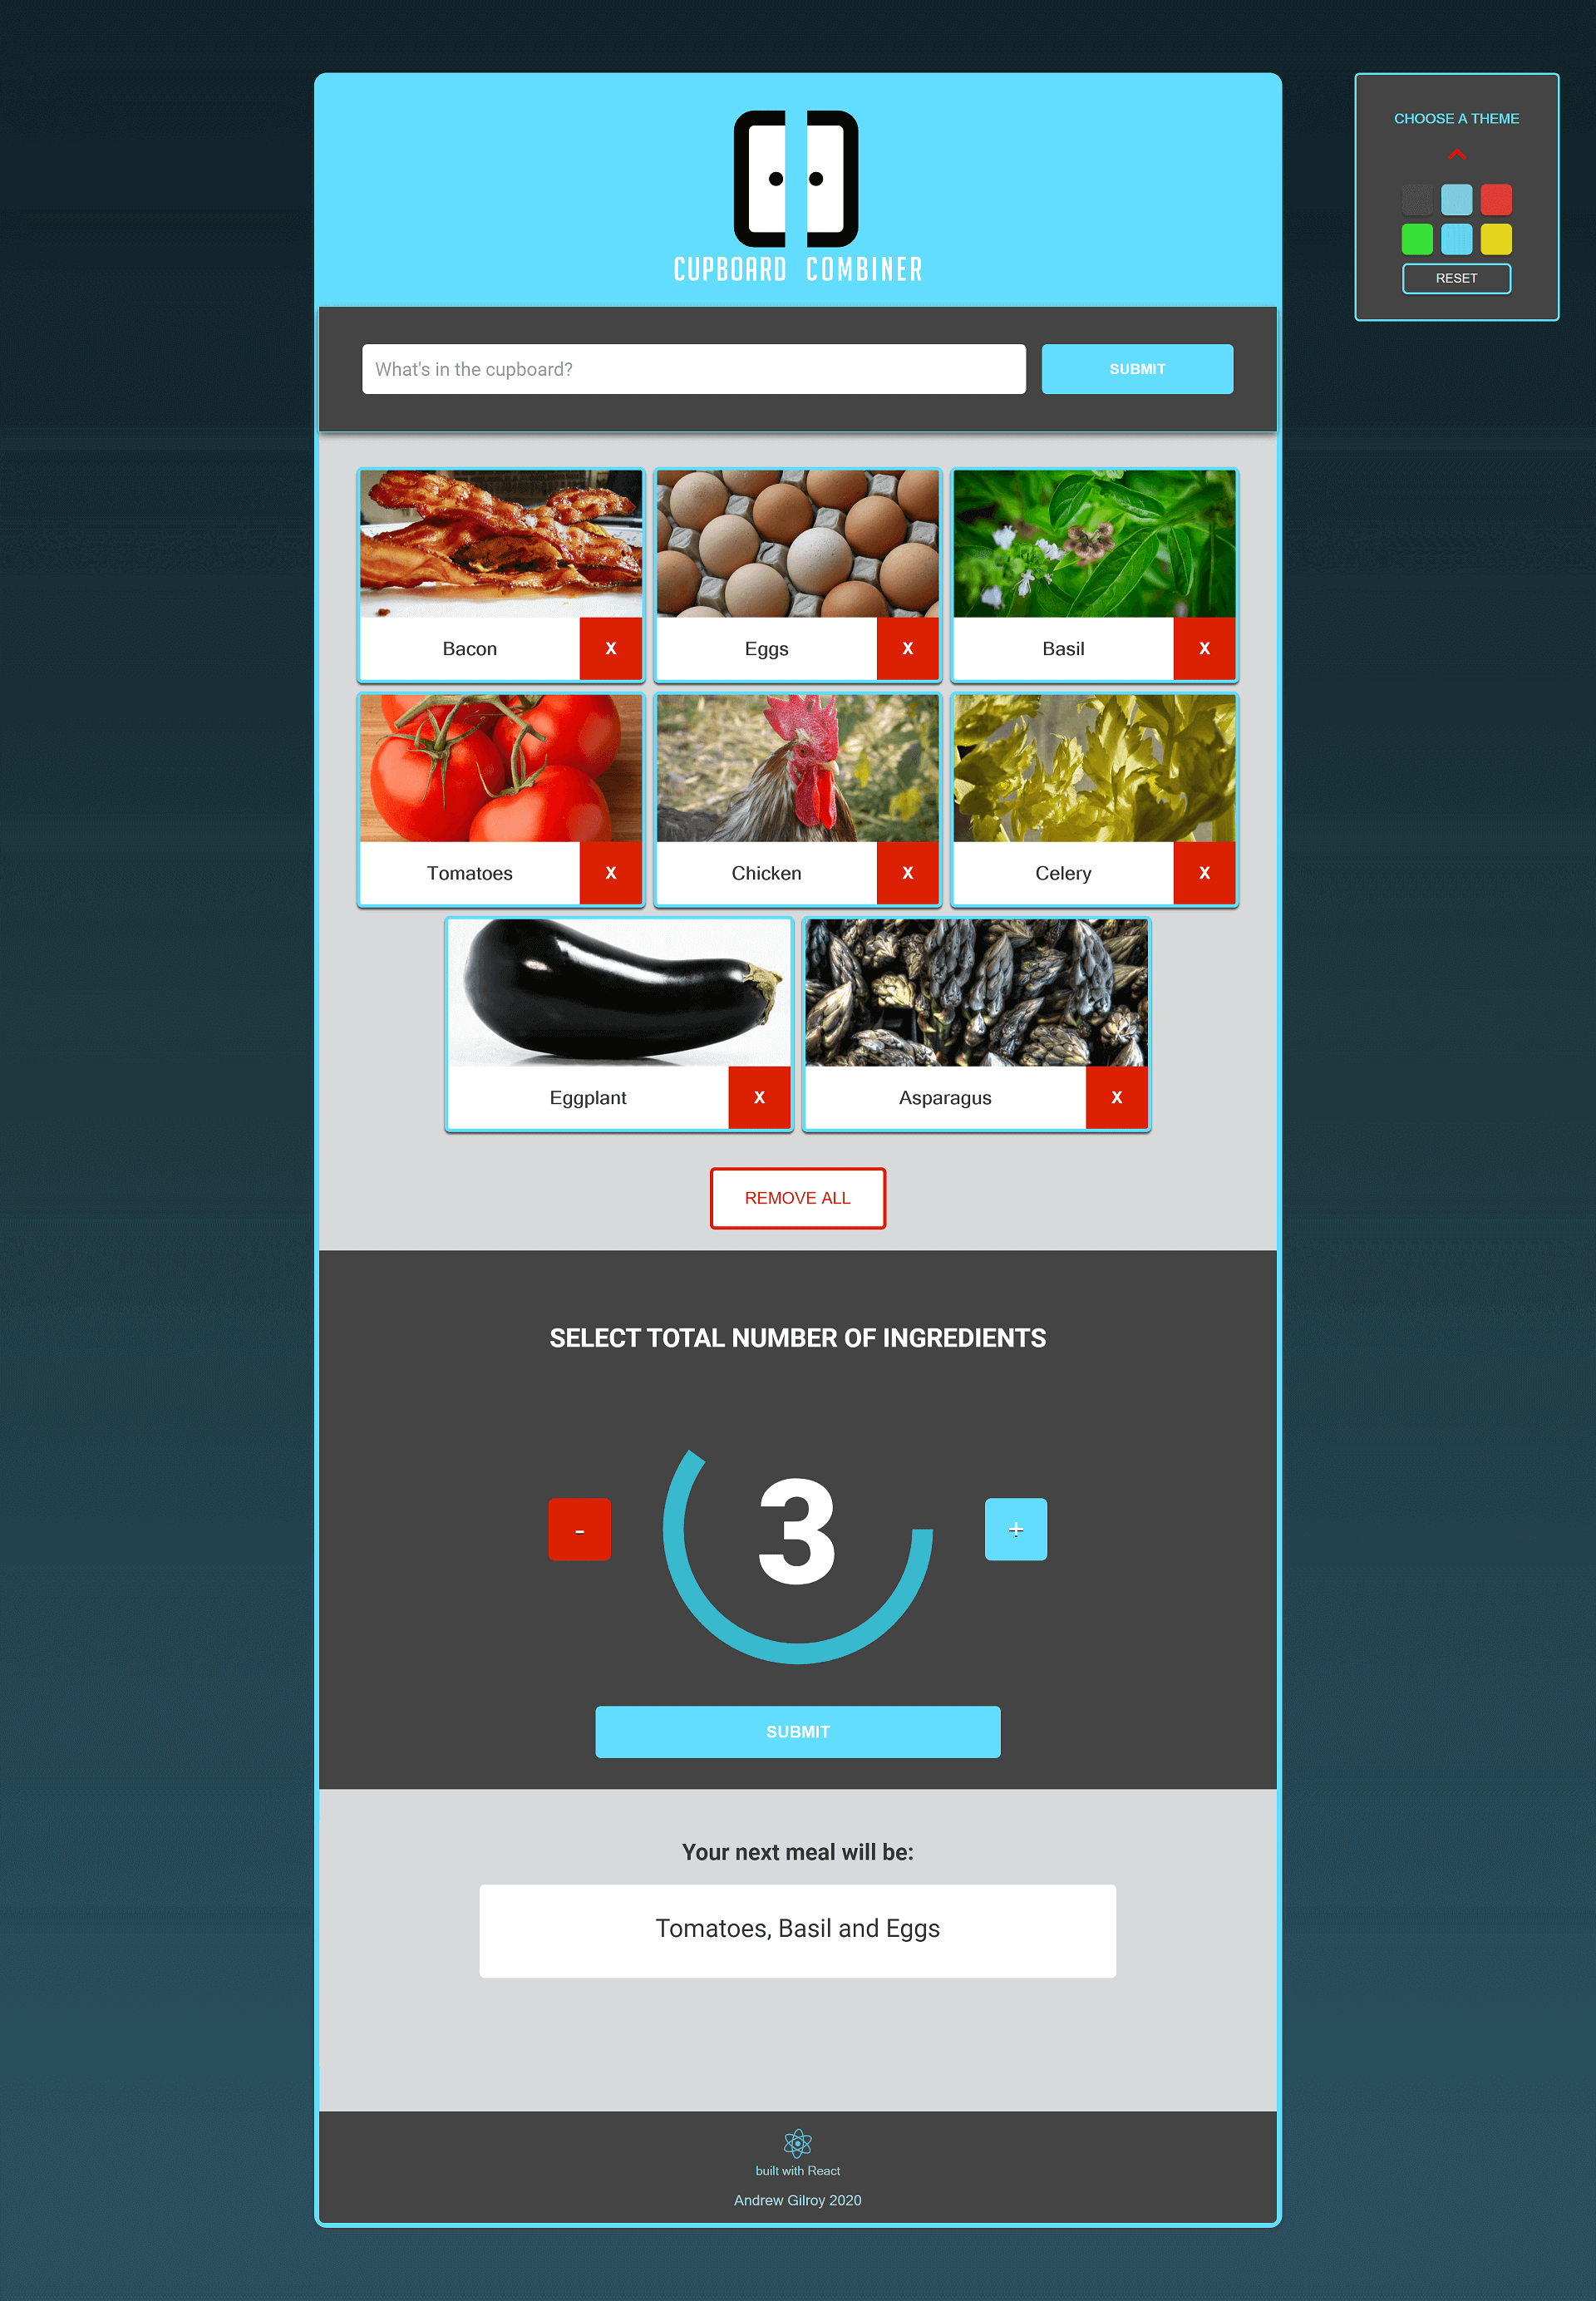 CUPBOARD COMBINER
CHOOSE A THEME
RESET
What's in the cupboard?
SUBMIT
Bacon
X
Eggs
X
Basil
X
Tomatoes
X
Chicken
X
Celery
X
Eggplant
X
Asparagus
X
REMOVE ALL
SELECT TOTAL NUMBER OF INGREDIENTS
-
3
+
SUBMIT
Your next meal will be:
Tomatoes, Basil and Eggs
built with React
Andrew Gilroy 2020